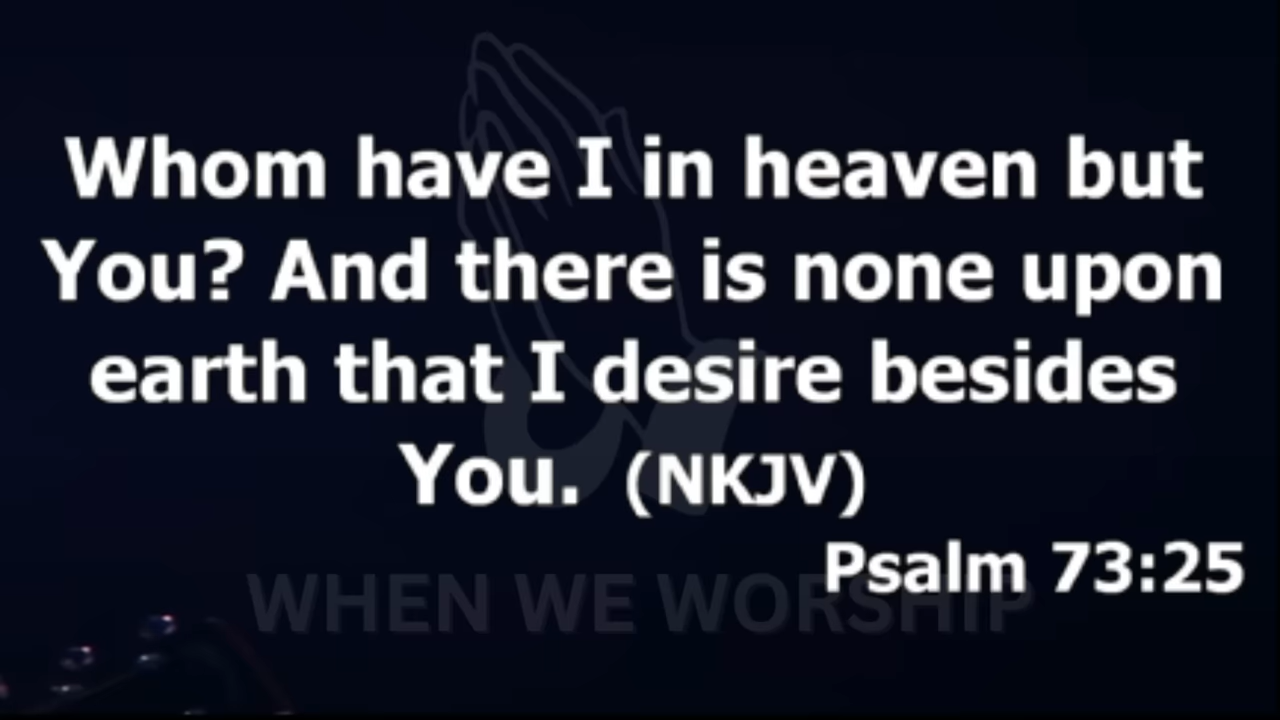 Whom have I in heaven but
You? And there is none upon
earth that I desire besides
You. (NKJV)
Psalm 73:25
WHEN WE WORSHIP